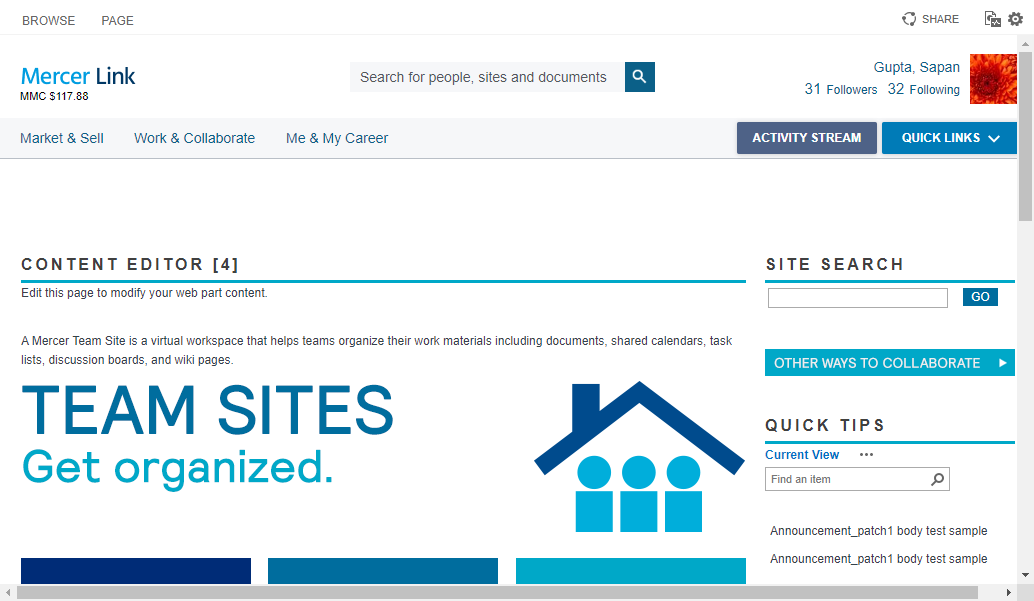 BROWSE PAGE SHARE
Mercer Link
MMC $117.88
Search for people, sites and documents
Gupta, Sapan
31 Followers 32 Following
Market & Sell Work & Collaborate Me & My Career
ACTIVITY STREAM QUICK LINKS
CONTENT EDITOR [4]
Edit this page to modify your web part content.
A Mercer Team Site is a virtual workspace that helps teams organize their work materials including documents, shared calendars, task
lists, discussion boards, and wiki pages.
TEAM SITES
Get organized.
SITE SEARCH
GO
OTHER WAYS TO COLLABORATE
QUICK TIPS
Current View ...
Find an item
Announcement_patch1 body test sample
Announcement_patch1 body test sample